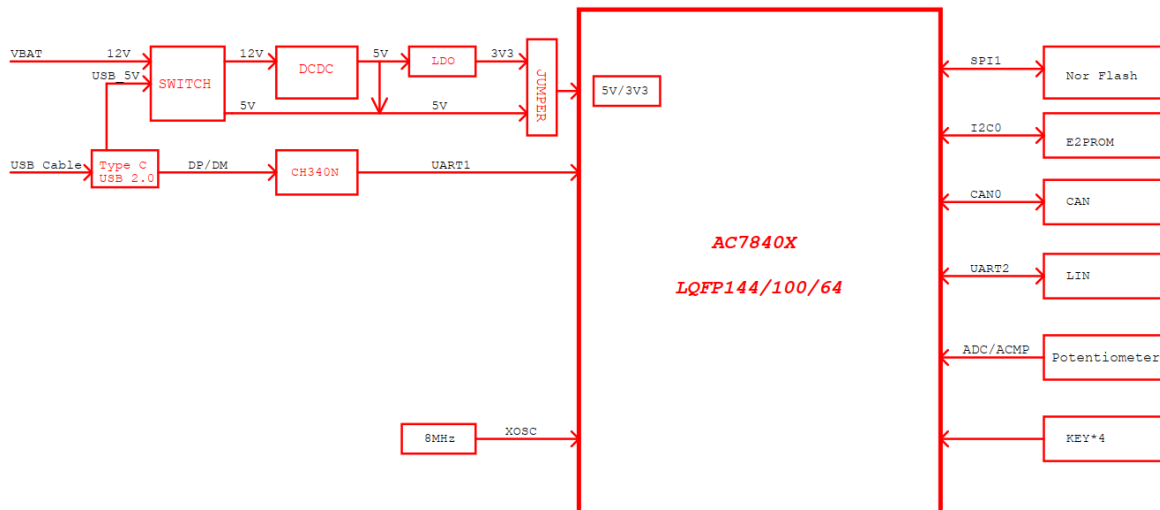 VBAT
12V
SWITCH
12V
DCDC
5V
LDO
3V3
JUMPER
USB_5V
5V
5V
5V/3V3
USB Cable
Type C
USB 2.0
DP/DM
CH340N
UART1
AC7840X
LQFP144/100/64
8MHz
XOSC
SPI1
Nor Flash
I2C0
E2PROM
CAN0
CAN
UART2
LIN
ADC/ACMP
Potentiometer
KEY*4